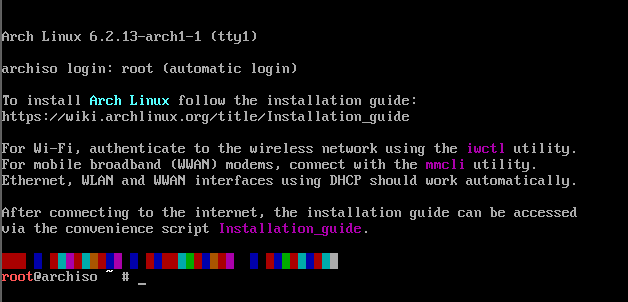 Arch Linux 6.2.13-arch1-1 (tty1)
archiso login: root (automatic login)
To install Arch Linux follow the installation guide:
https://wiki.archlinux.org/title/Installation_guide
For Wi-Fi, authenticate to the wireless network using the iwctl utility.
For mobile broadband (WWAN) modems, connect with the mmcli utility.
Ethernet, WLAN and WWAN interfaces using DHCP should work automatically.
After connecting to the internet, the installation guide can be accessed
via the convenience script Installation_guide.
root@archiso ~ # _